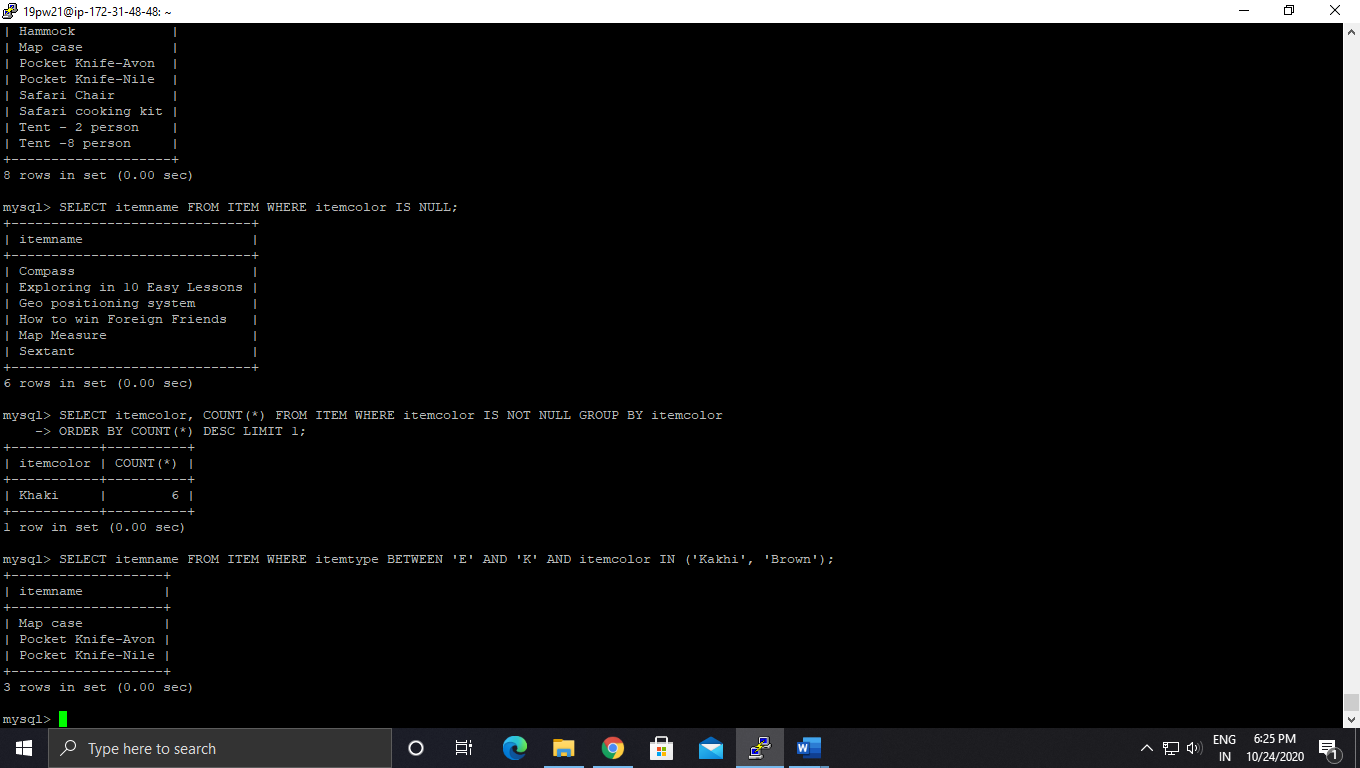 19pw21@ip-172-31-48-48: ~
| Hammock            |
| Map case           |
| Pocket Knife-Avon  |
| Pocket Knife-Nile  |
| Safari Chair       |
| Safari cooking kit |
| Tent - 2 person    |
| Tent -8 person     |
+--------------------+
8 rows in set (0.00 sec)
mysql> SELECT itemname FROM ITEM WHERE itemcolor IS NULL;
+------------------------------+
| itemname                     |
+------------------------------+
| Compass                      |
| Exploring in 10 Easy Lessons |
| Geo positioning system       |
| How to win Foreign Friends   |
| Map Measure                  |
| Sextant                      |
+------------------------------+
6 rows in set (0.00 sec)
mysql> SELECT itemcolor, COUNT(*) FROM ITEM WHERE itemcolor IS NOT NULL GROUP BY itemcolor
    -> ORDER BY COUNT(*) DESC LIMIT 1;
+-----------+----------+
| itemcolor | COUNT(*) |
+-----------+----------+
| Khaki     |        6 |
+-----------+----------+
1 row in set (0.00 sec)
mysql> SELECT itemname FROM ITEM WHERE itemtype BETWEEN 'E' AND 'K' AND itemcolor IN ('Kakhi', 'Brown');
+-------------------+
| itemname          |
+-------------------+
| Map case          |
| Pocket Knife-Avon |
| Pocket Knife-Nile |
+-------------------+
3 rows in set (0.00 sec)
mysql>
Type here to search
ENG
IN
6:25 PM
10/24/2020
1